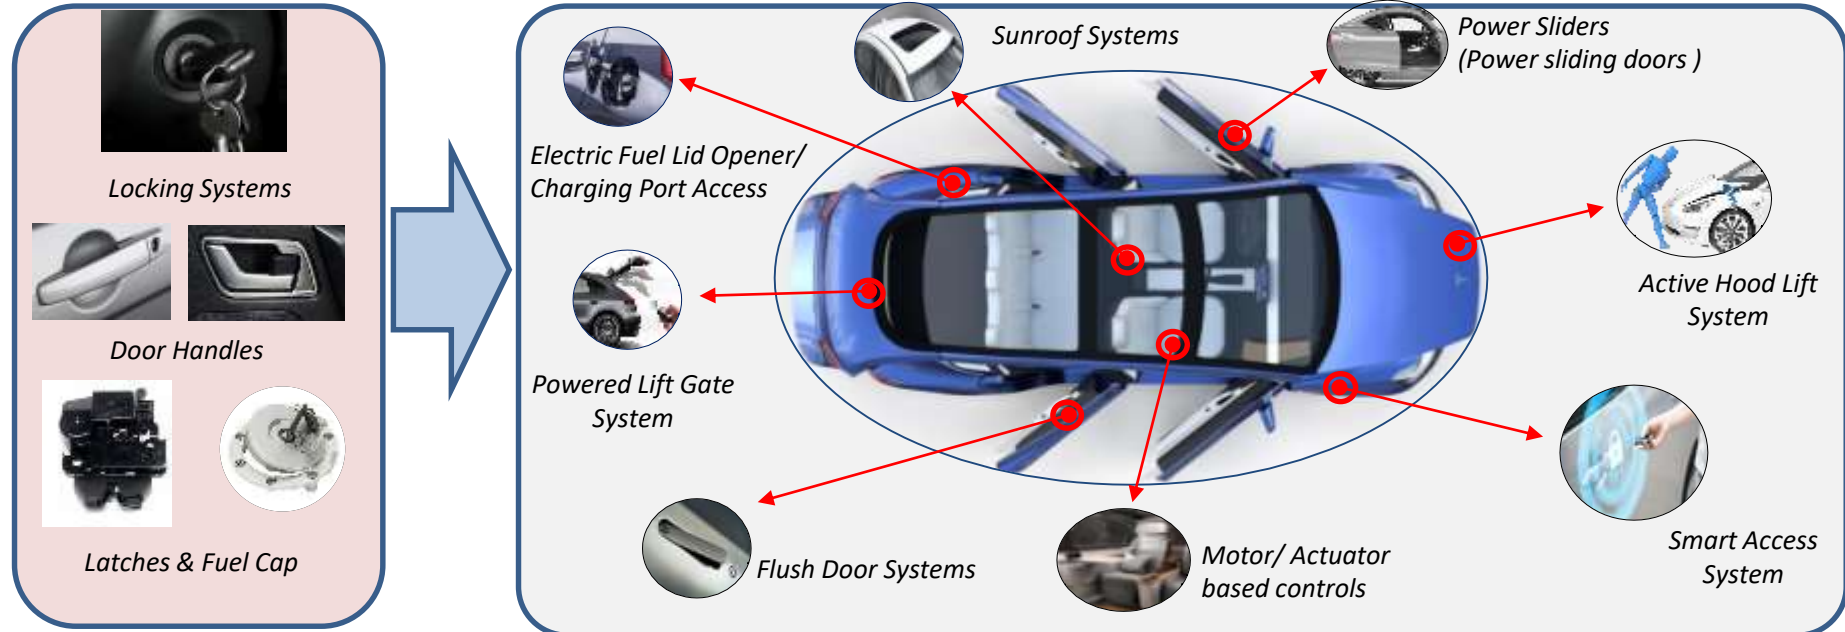 Locking Systems
Door Handles
Latches & Fuel Cap
Sunroof Systems
Power Sliders
(Power sliding doors )
Electric Fuel Lid Opener/
Charging Port Access
Active Hood Lift
System
Powered Lift Gate
System
Flush Door Systems
Motor/ Actuator
based controls
Smart Access
System